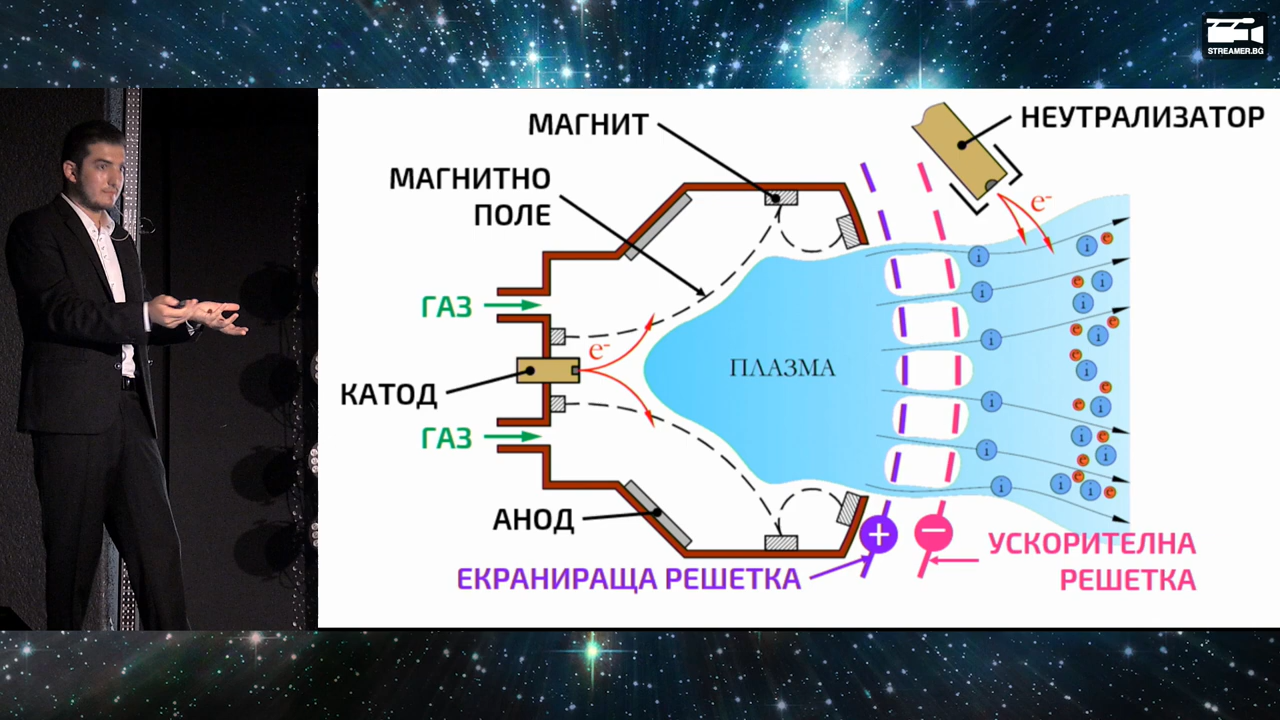 STREAMER.BG
МАГНИТ
НЕУТРАЛИЗАТОР
МАГНИТНО
ПОЛЕ
e-
ГАЗ
e-
ПЛАЗМА
КАТОД
ГАЗ
АНОД
ЕКРАНИРАЩА РЕШЕТКА
+
−
УСКОРИТЕЛНА
РЕШЕТКА
i
e
i
i
e
i
i
i
e
e
i
e
i
e
i
e
i
i
e
i
i
e
i
i
e
i
e